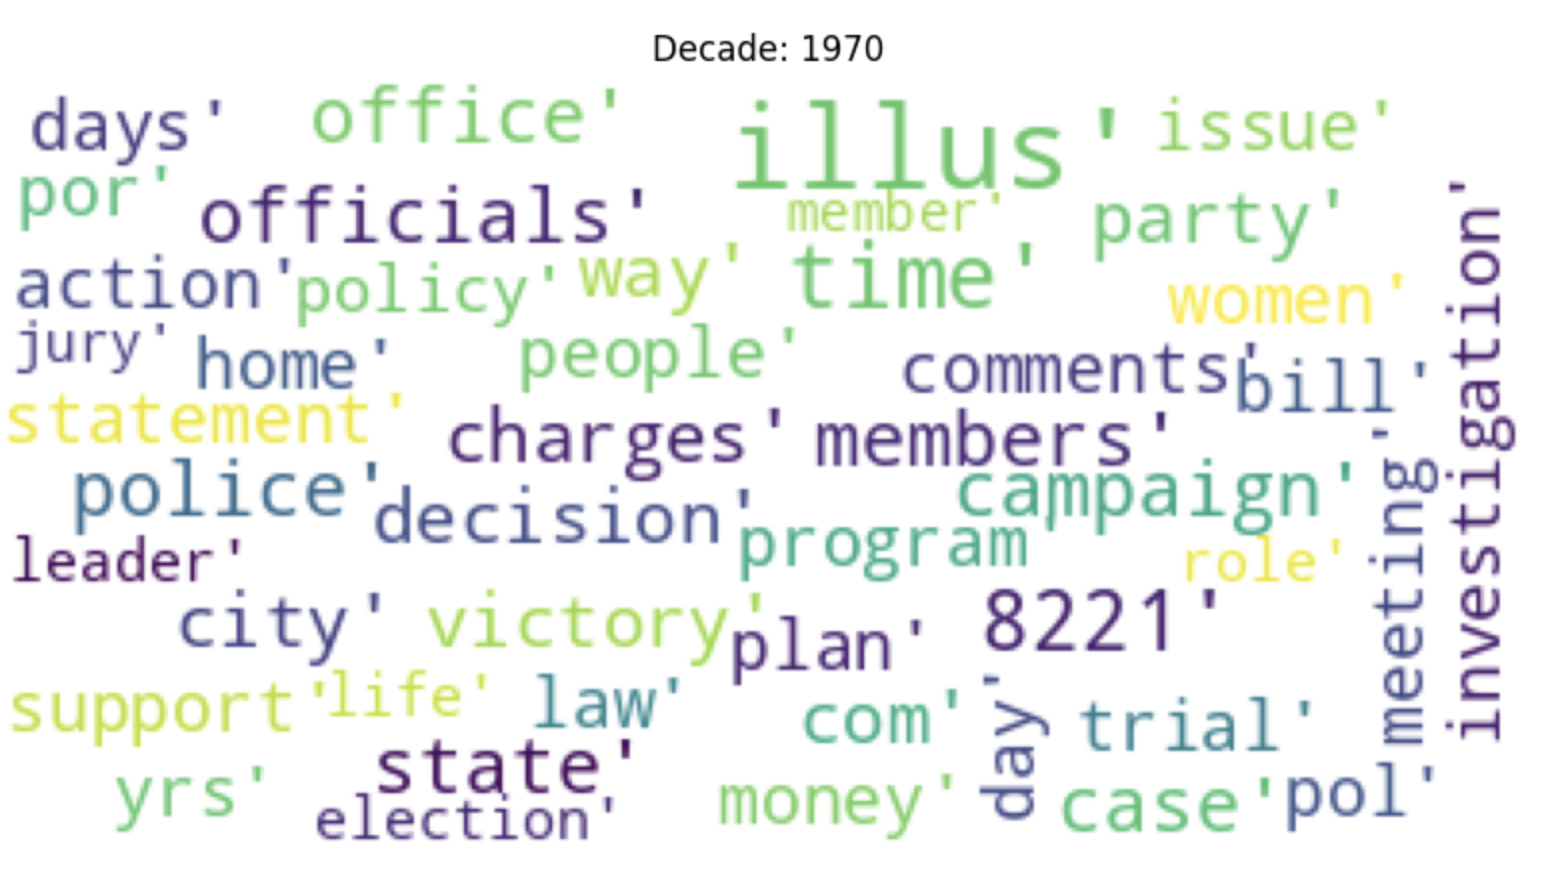 Decade: 1970
days' office' illus' issue'
por' officials' member' party'
action' policy' way' time' women'
jury' home' people' comments' bill'
statement' charges' members'
police' decision' campaign'
leader' program' role'
city' victory' plan' 8221'
meeting'
investigation'
support' life' law' com' day' trial'
yrs' state' money' case' pol'
election'